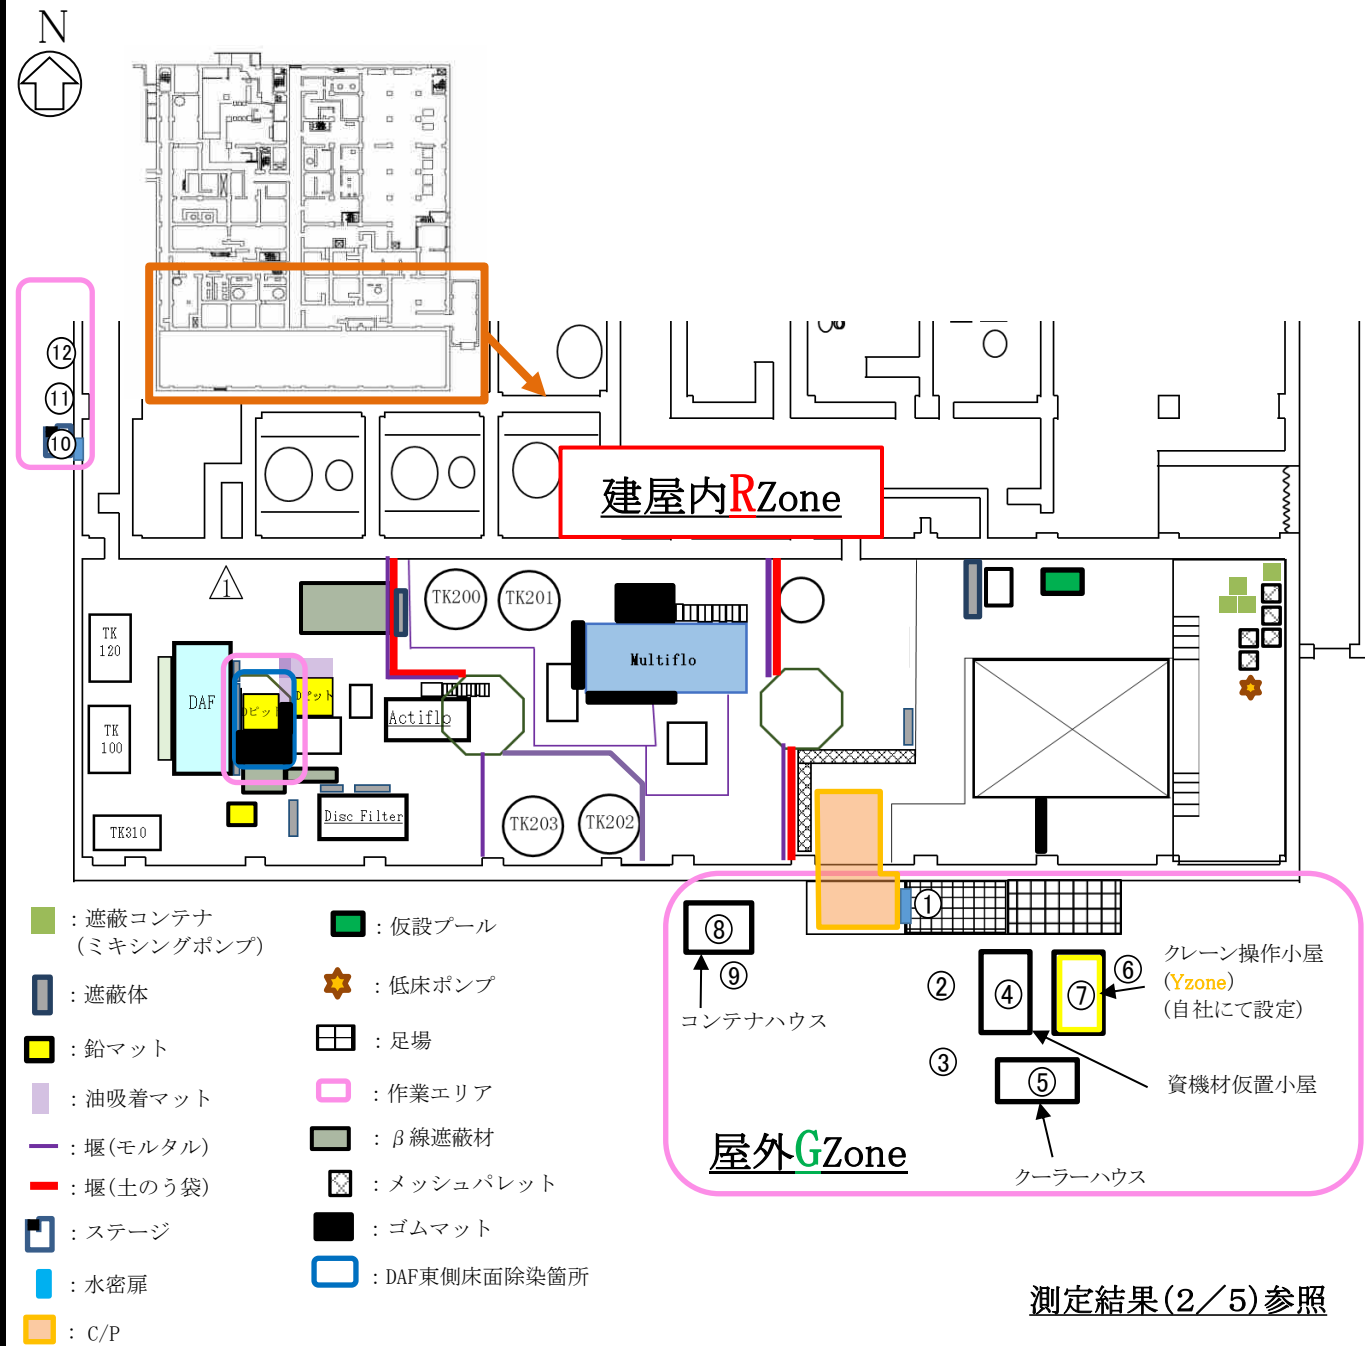 N
⑫
⑪
⑩
建屋内RZone
1
TK200
TK201
TK
120
Multiflo
DAF
Dピット
Dピット
Actiflo
TK
100
TK203
TK202
Disc Filter
TK310
①
⑧
⑨
コンテナハウス
②
④
⑦
⑥
クレーン操作小屋
(Yzone)
(自社にて設定)
③
⑤
資機材仮置小屋
クーラーハウス
屋外GZone
：遮蔽コンテナ
(ミキシングポンプ)
：遮蔽体
：鉛マット
：油吸着マット
：堰(モルタル)
：堰(土のう袋)
：ステージ
：水密扉
：C/P
：仮設プール
：低床ポンプ
：足場
：作業エリア
：β線遮蔽材
：メッシュパレット
：ゴムマット
：DAF東側床面除染箇所
測定結果(2／5)参照